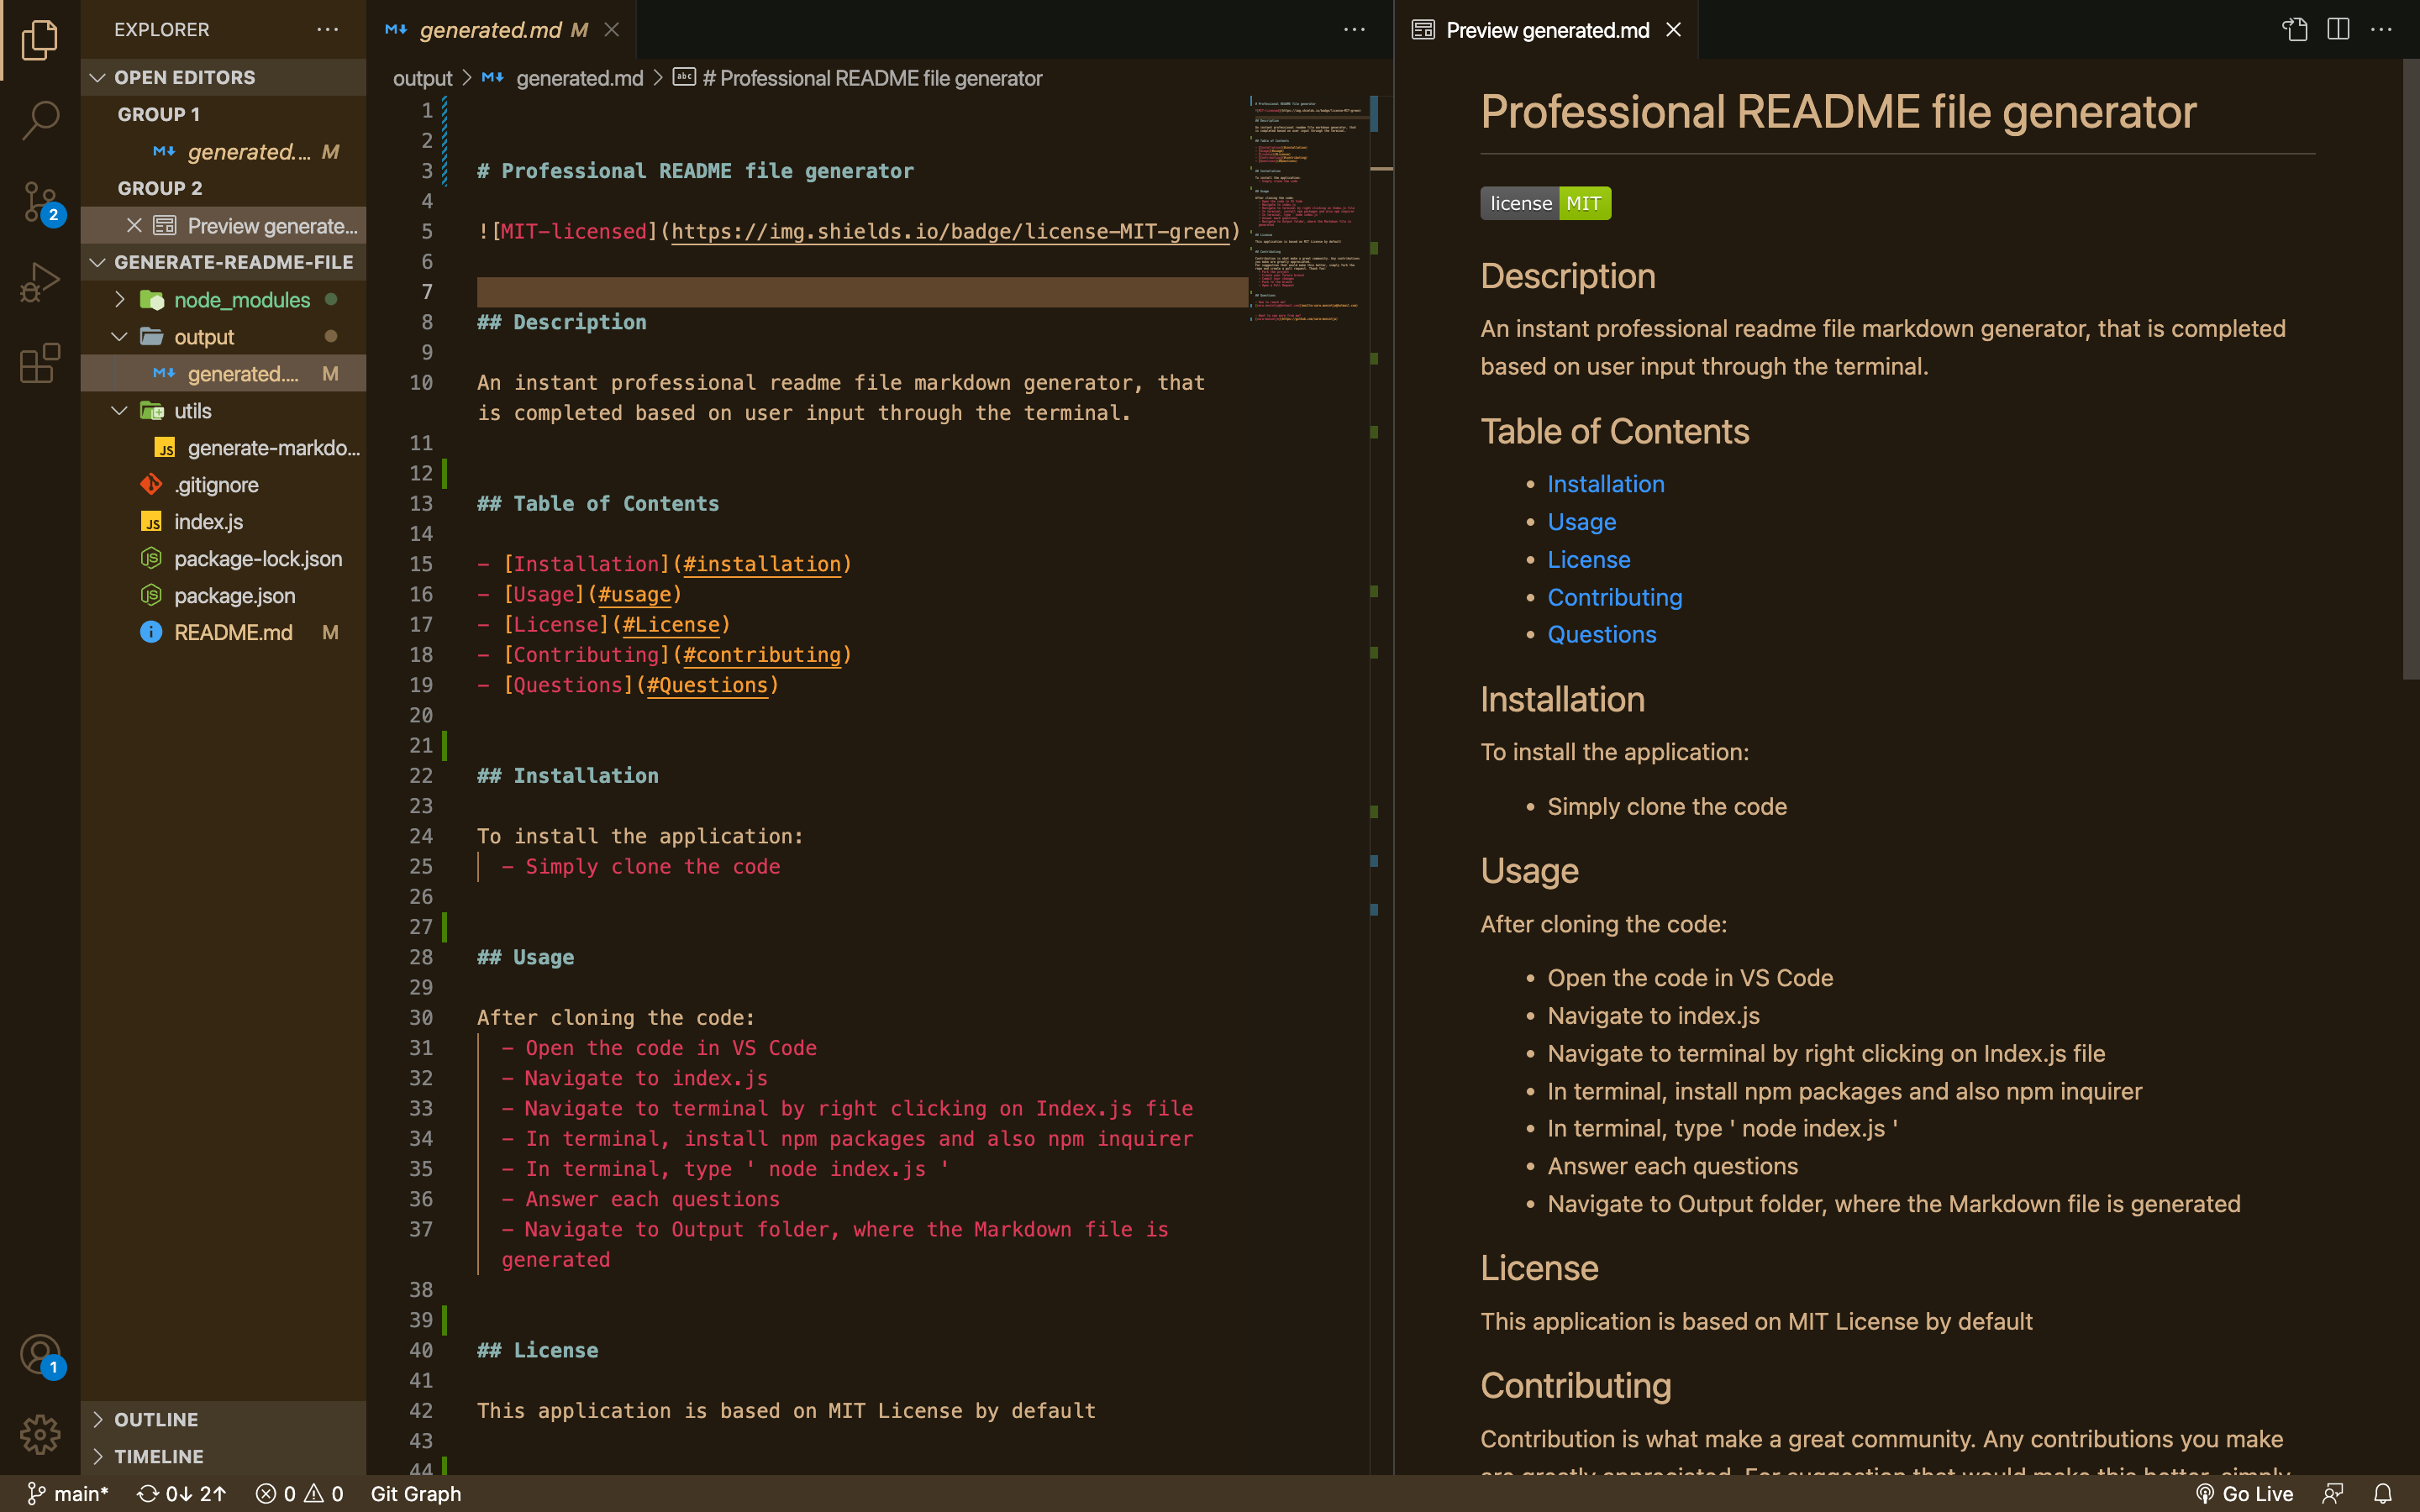 EXPLORER
OPEN EDITORS
GROUP 1
generated.... M
GROUP 2
Preview generate...
GENERATE-README-FILE
node_modules
output
generated.... M
utils
generate-markdo...
.gitignore
index.js
package-lock.json
package.json
README.md M
OUTLINE
TIMELINE
2
1
generated.md M
output > generated.md > # Professional README file generator
1
2
3 # Professional README file generator
4
5 ![MIT-licensed](https://img.shields.io/badge/license-MIT-green)
6
7
8 ## Description
9
10 An instant professional readme file markdown generator, that
is completed based on user input through the terminal.
11
12
13 ## Table of Contents
14
15 - [Installation](#installation)
16 - [Usage](#usage)
17 - [License](#License)
18 - [Contributing](#contributing)
19 - [Questions](#Questions)
20
21
22 ## Installation
23
24 To install the application:
25 - Simply clone the code
26
27
28 ## Usage
29
30 After cloning the code:
31 - Open the code in VS Code
32 - Navigate to index.js
33 - Navigate to terminal by right clicking on Index.js file
34 - In terminal, install npm packages and also npm inquirer
35 - In terminal, type ' node index.js '
36 - Answer each questions
37 - Navigate to Output folder, where the Markdown file is
generated
38
39
40 ## License
41
42 This application is based on MIT License by default
43
44
Preview generated.md
Professional README file generator
license MIT
Description
An instant professional readme file markdown generator, that is completed
based on user input through the terminal.
Table of Contents
• Installation
• Usage
• License
• Contributing
• Questions
Installation
To install the application:
• Simply clone the code
Usage
After cloning the code:
• Open the code in VS Code
• Navigate to index.js
• Navigate to terminal by right clicking on Index.js file
• In terminal, install npm packages and also npm inquirer
• In terminal, type ' node index.js '
• Answer each questions
• Navigate to Output folder, where the Markdown file is generated
License
This application is based on MIT License by default
Contributing
Contribution is what make a great community. Any contributions you make
are greatly appreciated. For suggestion that would make this better, simply
main* 0↓ 2↑ 0 0 Git Graph
Go Live